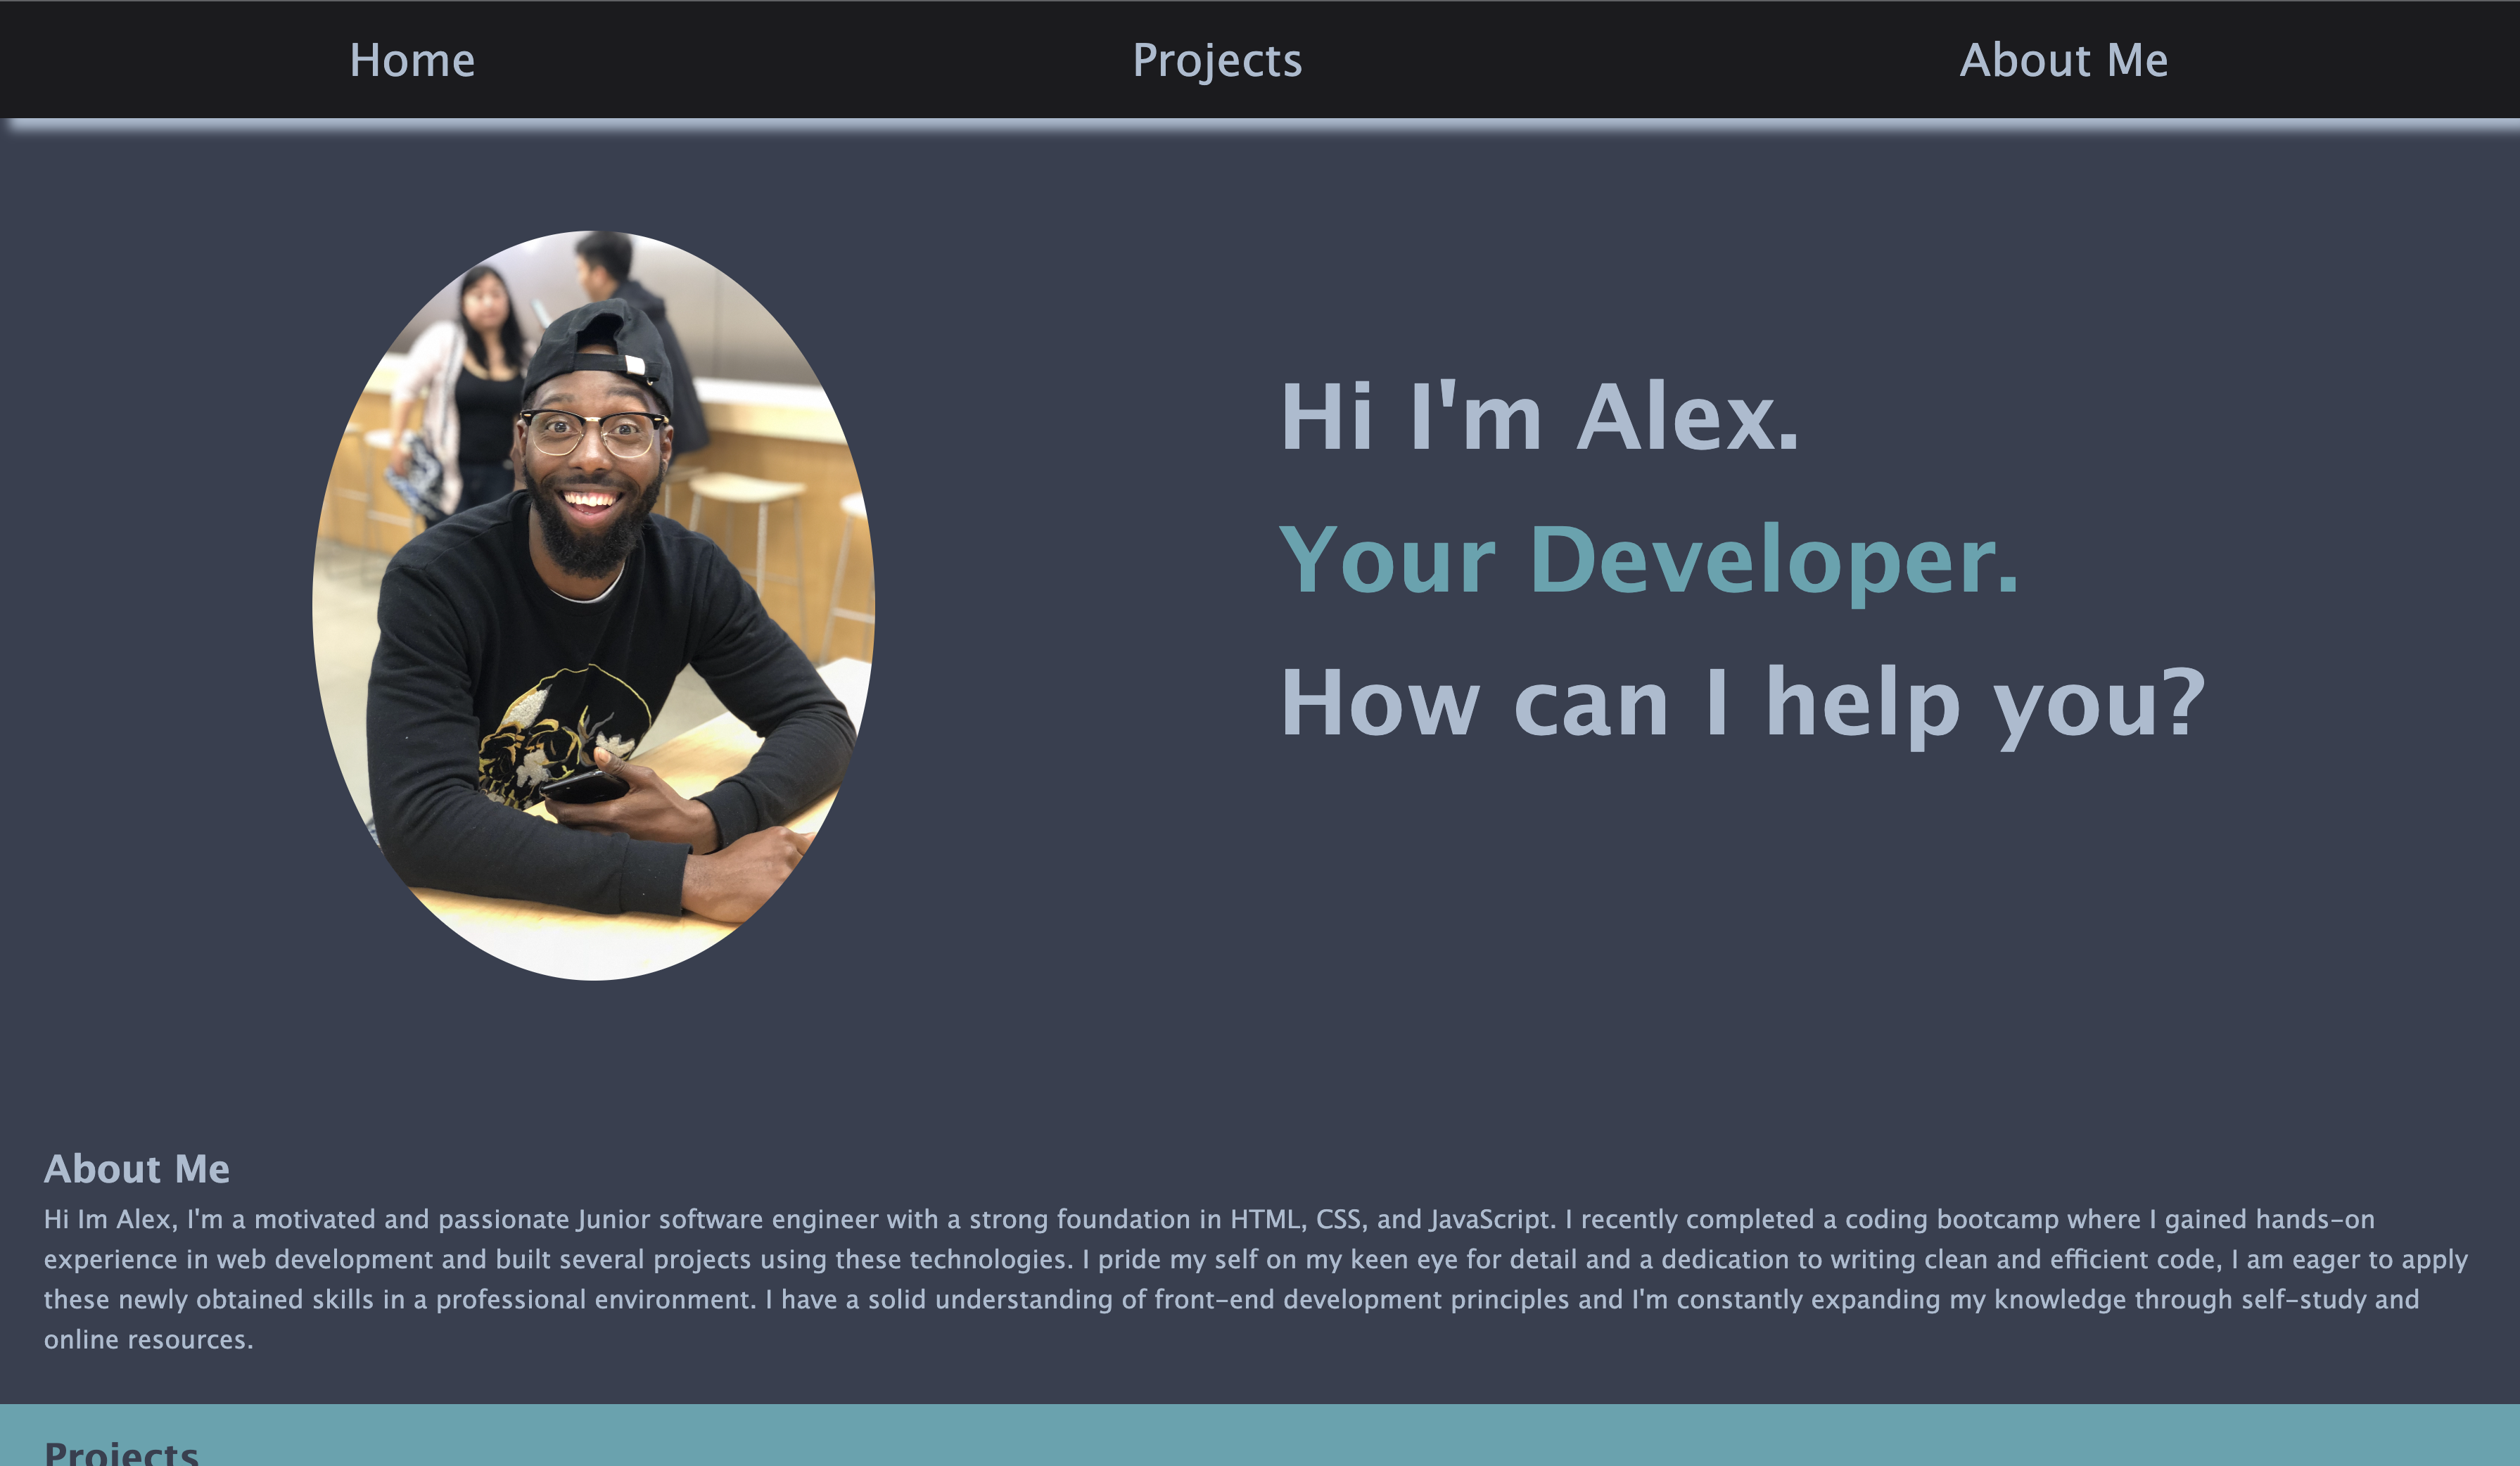 Home
Projects
About Me
Hi I'm Alex.
Your Developer.
How can I help you?
About Me
Hi Im Alex, I'm a motivated and passionate Junior software engineer with a strong foundation in HTML, CSS, and JavaScript. I recently completed a coding bootcamp where I gained hands-on
experience in web development and built several projects using these technologies. I pride my self on my keen eye for detail and a dedication to writing clean and efficient code, I am eager to apply
these newly obtained skills in a professional environment. I have a solid understanding of front-end development principles and I'm constantly expanding my knowledge through self-study and
online resources.
Projects